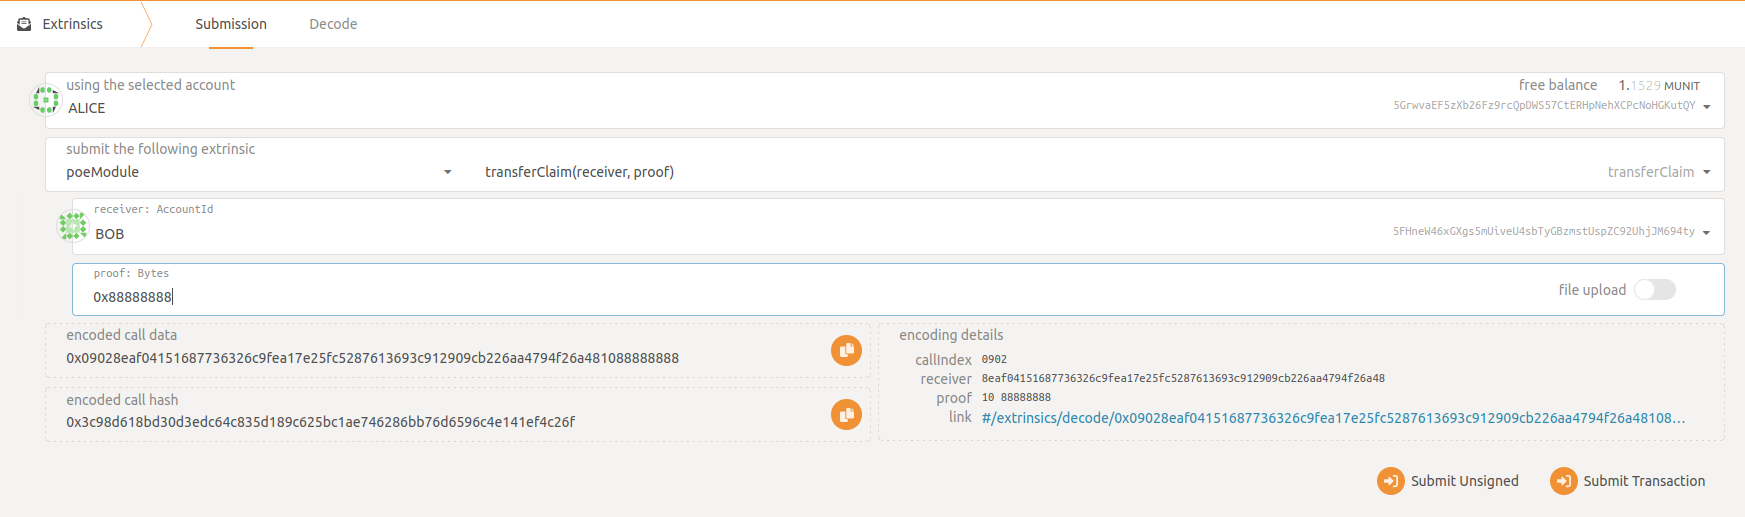 Extrinsics Submission Decode
using the selected account free balance 1.1529 MUNIT
ALICE 5GrwvaEF5zXb26Fz9rcQpDWS57CtERHpNehXCPcNoHGKutQY
submit the following extrinsic
poeModule transferClaim(receiver, proof) transferClaim
receiver: AccountId
BOB 5FHneW46xGXgs5mUiveU4sbTyGBzmstUspZC92UhjJM694ty
proof: Bytes
0x88888888 file upload
encoded call data
0x09028eaf04151687736326c9fea17e25fc5287613693c912909cb226aa4794f26a481088888888
encoded call hash
0x3c98d618bd30d3edc64c835d189c625bc1ae746286bb76d6596c4e141ef4c26f
encoding details
callIndex 0902
receiver 8eaf04151687736326c9fea17e25fc5287613693c912909cb226aa4794f26a48
proof 10 88888888
link #/extrinsics/decode/0x09028eaf04151687736326c9fea17e25fc5287613693c912909cb226aa4794f26a48108...
Submit Unsigned Submit Transaction